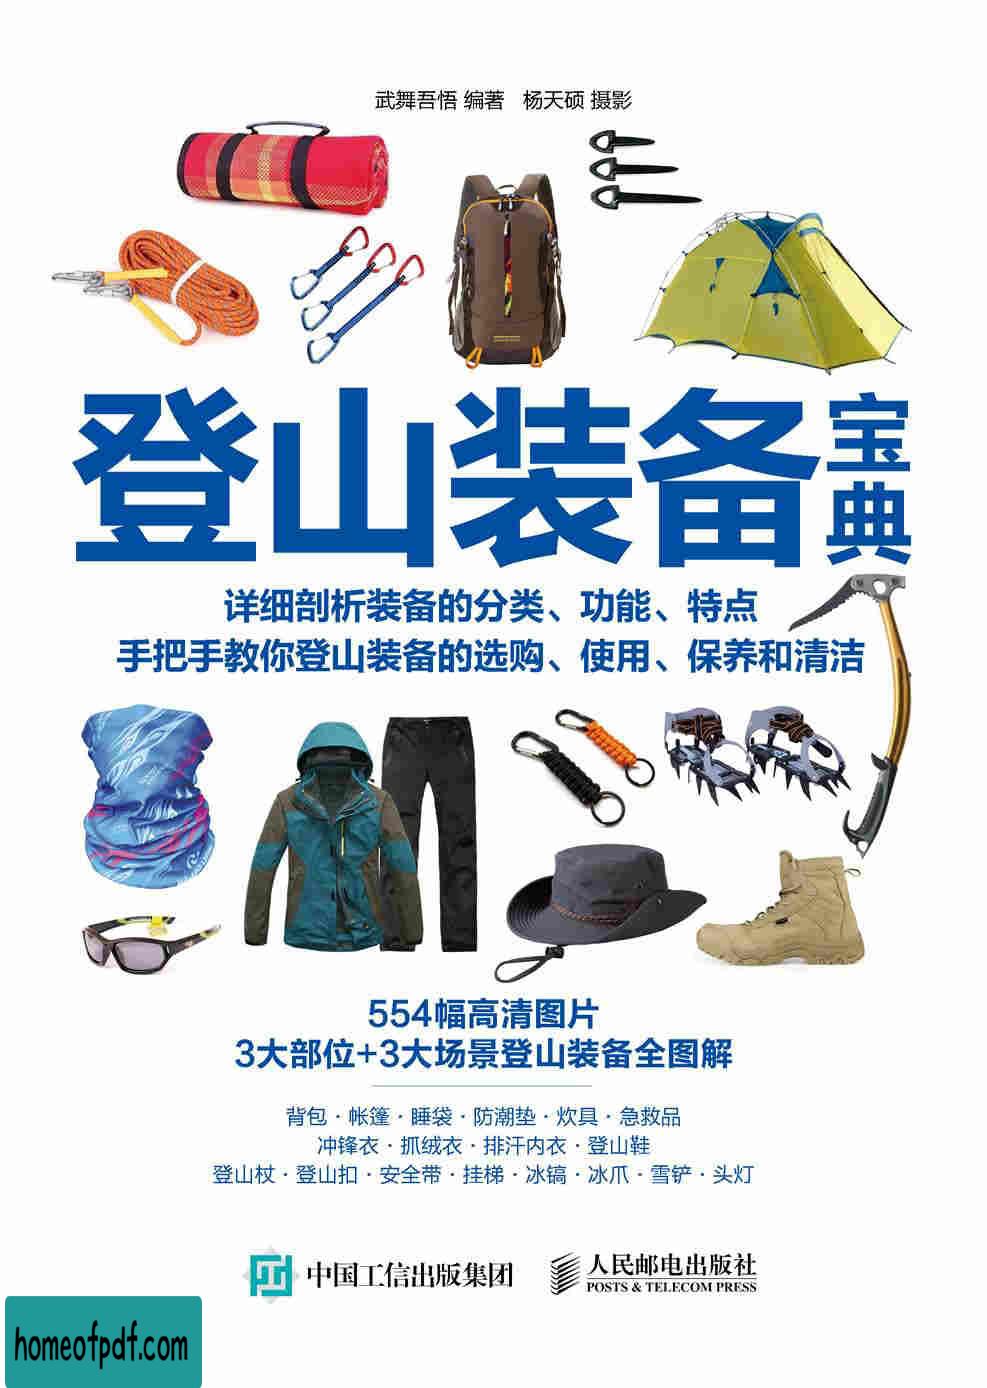 武舞吾悟 编著 杨天硕 摄影
登山装备宝典
详细剖析装备的分类、功能、特点
手把手教你登山装备的选购、使用、保养和清洁
554幅高清图片
3大部位+3大场景登山装备全图解
背包·帐篷·睡袋·防潮垫·炊具·急救品
冲锋衣·抓绒衣·排汗内衣·登山鞋
登山杖·登山扣·安全带·挂梯·冰镐·冰爪·雪铲·头灯
中国工信出版集团
人民邮电出版社
POSTS & TELECOM PRESS
homeofpdf.com